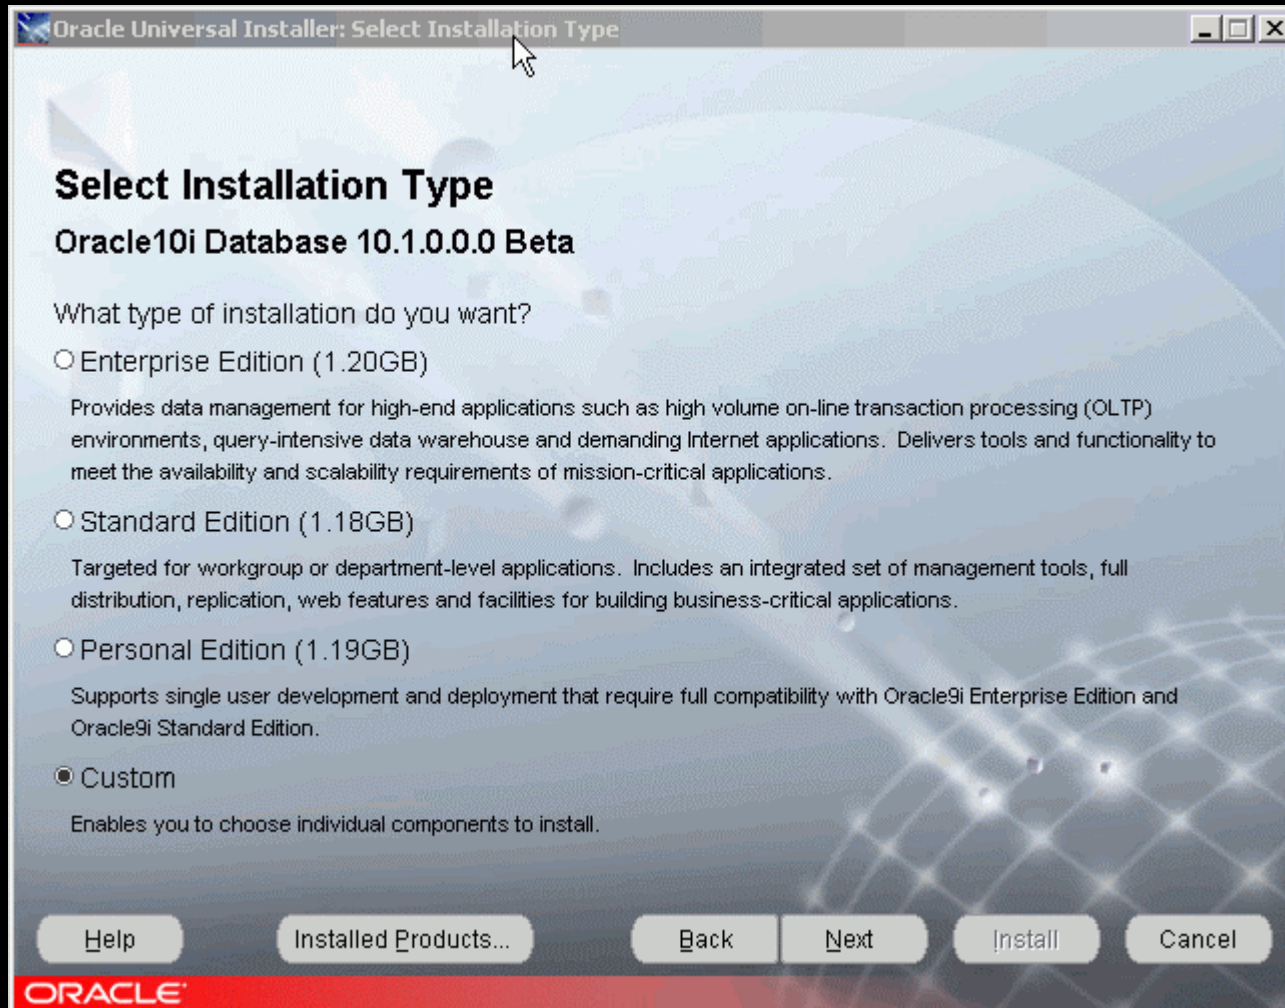 Oracle Universal Installer: Select Installation Type
Select Installation Type
Oracle10i Database 10.1.0.0.0 Beta
What type of installation do you want?
Enterprise Edition (1.20GB)
Provides data management for high-end applications such as high volume on-line transaction processing (OLTP)
environments, query-intensive data warehouse and demanding Internet applications.  Delivers tools and functionality to
meet the availability and scalability requirements of mission-critical applications.
Standard Edition (1.18GB)
Targeted for workgroup or department-level applications.  Includes an integrated set of management tools, full
distribution, replication, web features and facilities for building business-critical applications.
Personal Edition (1.19GB)
Supports single user development and deployment that require full compatibility with Oracle9i Enterprise Edition and
Oracle9i Standard Edition.
Custom
Enables you to choose individual components to install.
Help Installed Products... Back Next Install Cancel
ORACLE